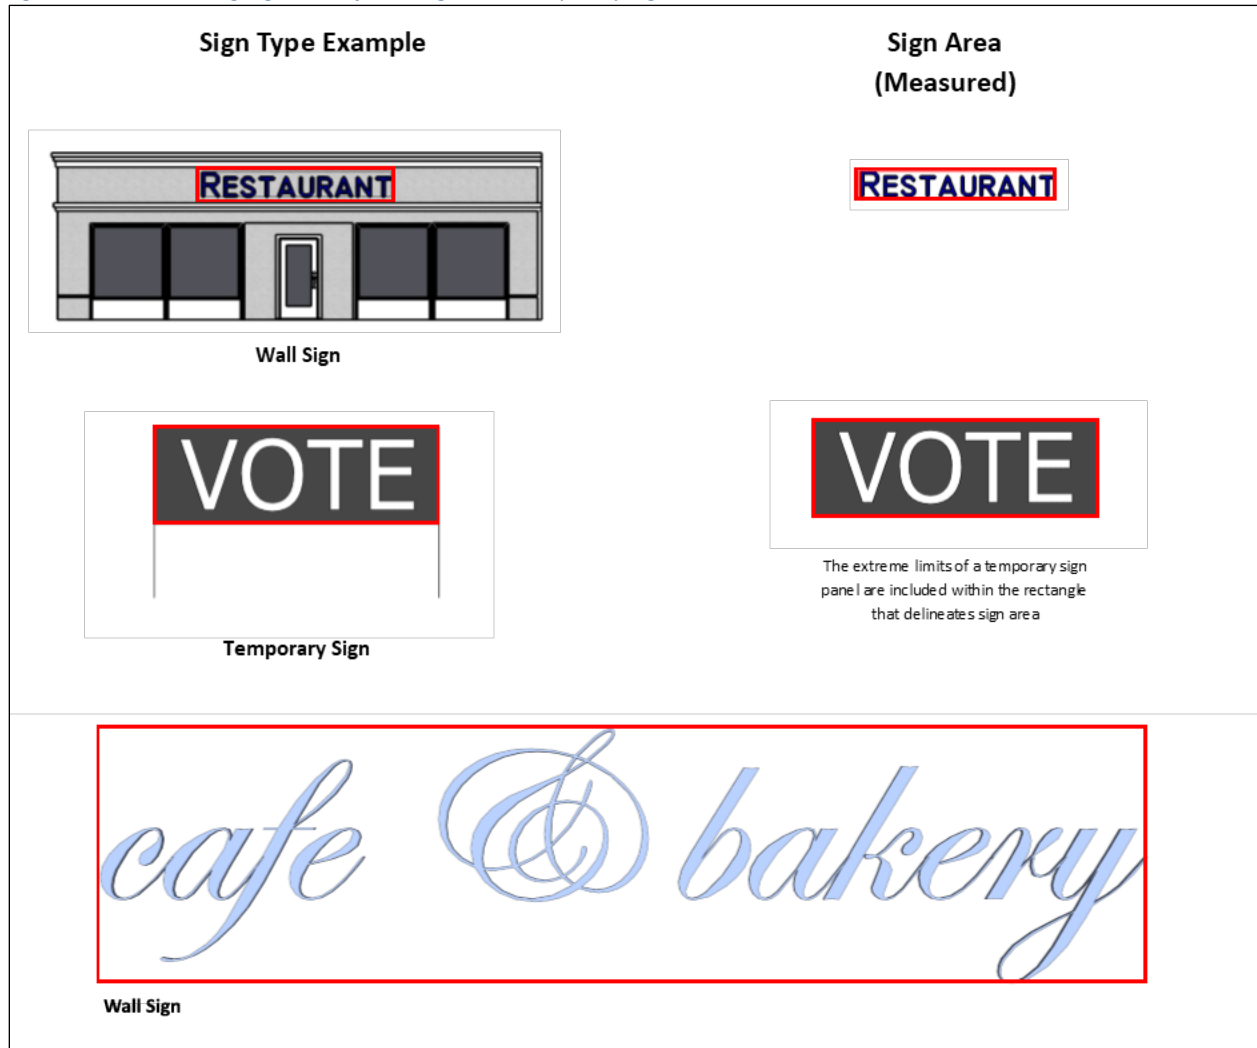 Sign Type Example
Sign Area
(Measured)
RESTAURANT
RESTAURANT
Wall Sign
VOTE
VOTE
The extreme limits of a temporary sign
panel are included within the rectangle
that delineates sign area
Temporary Sign
cafe & bakery
Wall Sign